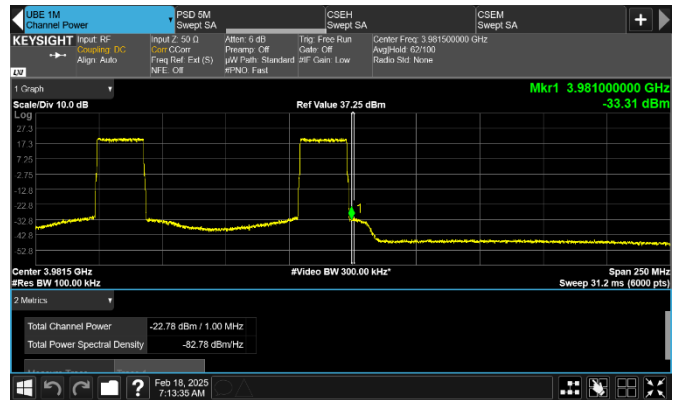 UBE 1M
Channel Power
PSD 5M
Swept SA
CSEH
Swept SA
CSEM
Swept SA
KEYSIGHT
Input: RF
Coupling: DC
Align: Auto
Input Z: 50 Ω
Corr CCorr
Freq Ref: Ext (S)
NFE: Off
Atten: 6 dB
Preamp: Off
µW Path: Standard
#PNO: Fast
Trig: Free Run
Gate: Off
#IF Gain: Low
Center Freq: 3.981500000 GHz
Avg|Hold: 62/100
Radio Std: None
LXI
1 Graph
Mkr1 3.981000000 GHz
Scale/Div 10.0 dB
Ref Value 37.25 dBm
-33.31 dBm
Log
27.3
17.3
7.25
-2.75
-12.8
-22.8
-32.8
-42.8
-52.8
1
Center 3.9815 GHz
#Video BW 300.00 kHz*
Span 250 MHz
#Res BW 100.00 kHz
Sweep 31.2 ms (6000 pts)
2 Metrics
Total Channel Power -22.78 dBm / 1.00 MHz
Total Power Spectral Density -82.78 dBm/Hz
Feb 18, 2025
7:13:35 AM